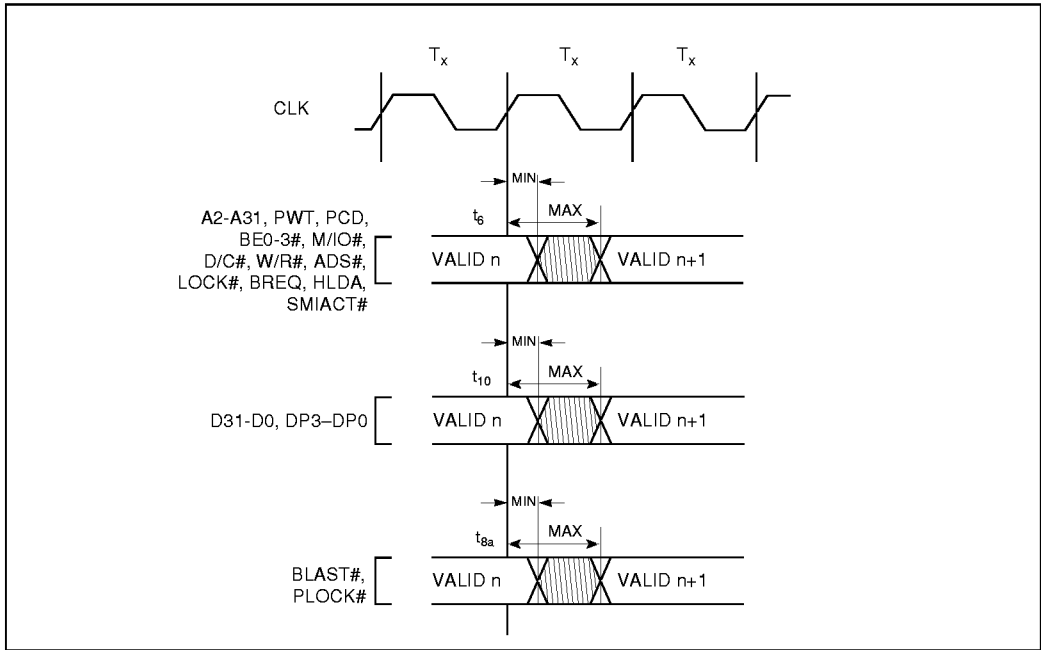 Tx Tx Tx
CLK
MIN
A2-A31, PWT, PCD,
BE0-3#, M/IO#,
D/C#, W/R#, ADS#,
LOCK#, BREQ, HLDA,
SMIACT#
t6 MAX
VALID n VALID n+1
MIN
t10 MAX
D31-D0, DP3–DP0
VALID n VALID n+1
MIN
t8a MAX
BLAST#,
PLOCK#
VALID n VALID n+1